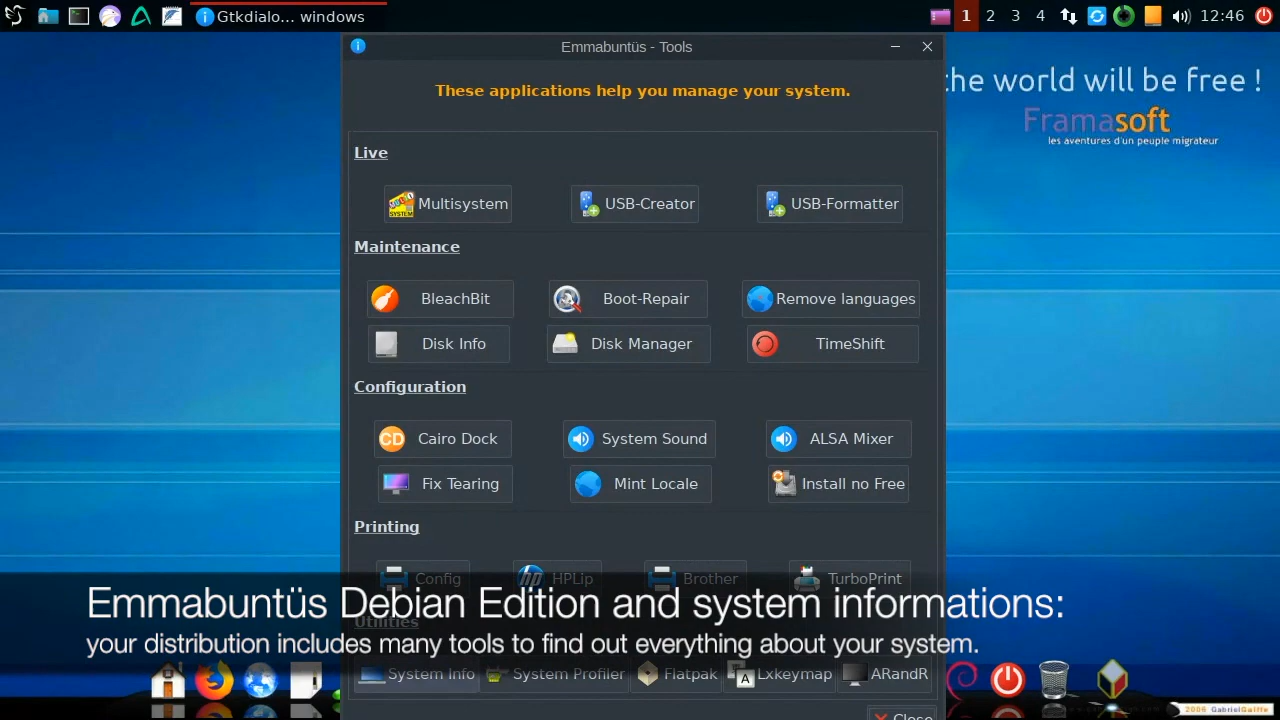 Gtkdialo... windows
1 2 3 4
12:46
Emmabuntüs - Tools
the world will be free !
Framasoft
les aventures d'un peuple migrateur
These applications help you manage your system.
Live
Multisystem
USB-Creator
USB-Formatter
Maintenance
BleachBit
Boot-Repair
Remove languages
Disk Info
Disk Manager
TimeShift
Configuration
CD
Cairo Dock
System Sound
ALSA Mixer
Fix Tearing
Mint Locale
Install no Free
Printing
Config
hp
HPLip
Brother
TurboPrint
Emmabuntüs Debian Edition and system informations:
Utilities
your distribution includes many tools to find out everything about your system.
System Info
System Profiler
Flatpak
A
Lxkeymap
ARandR
Close
2006 GabrielGaliffe